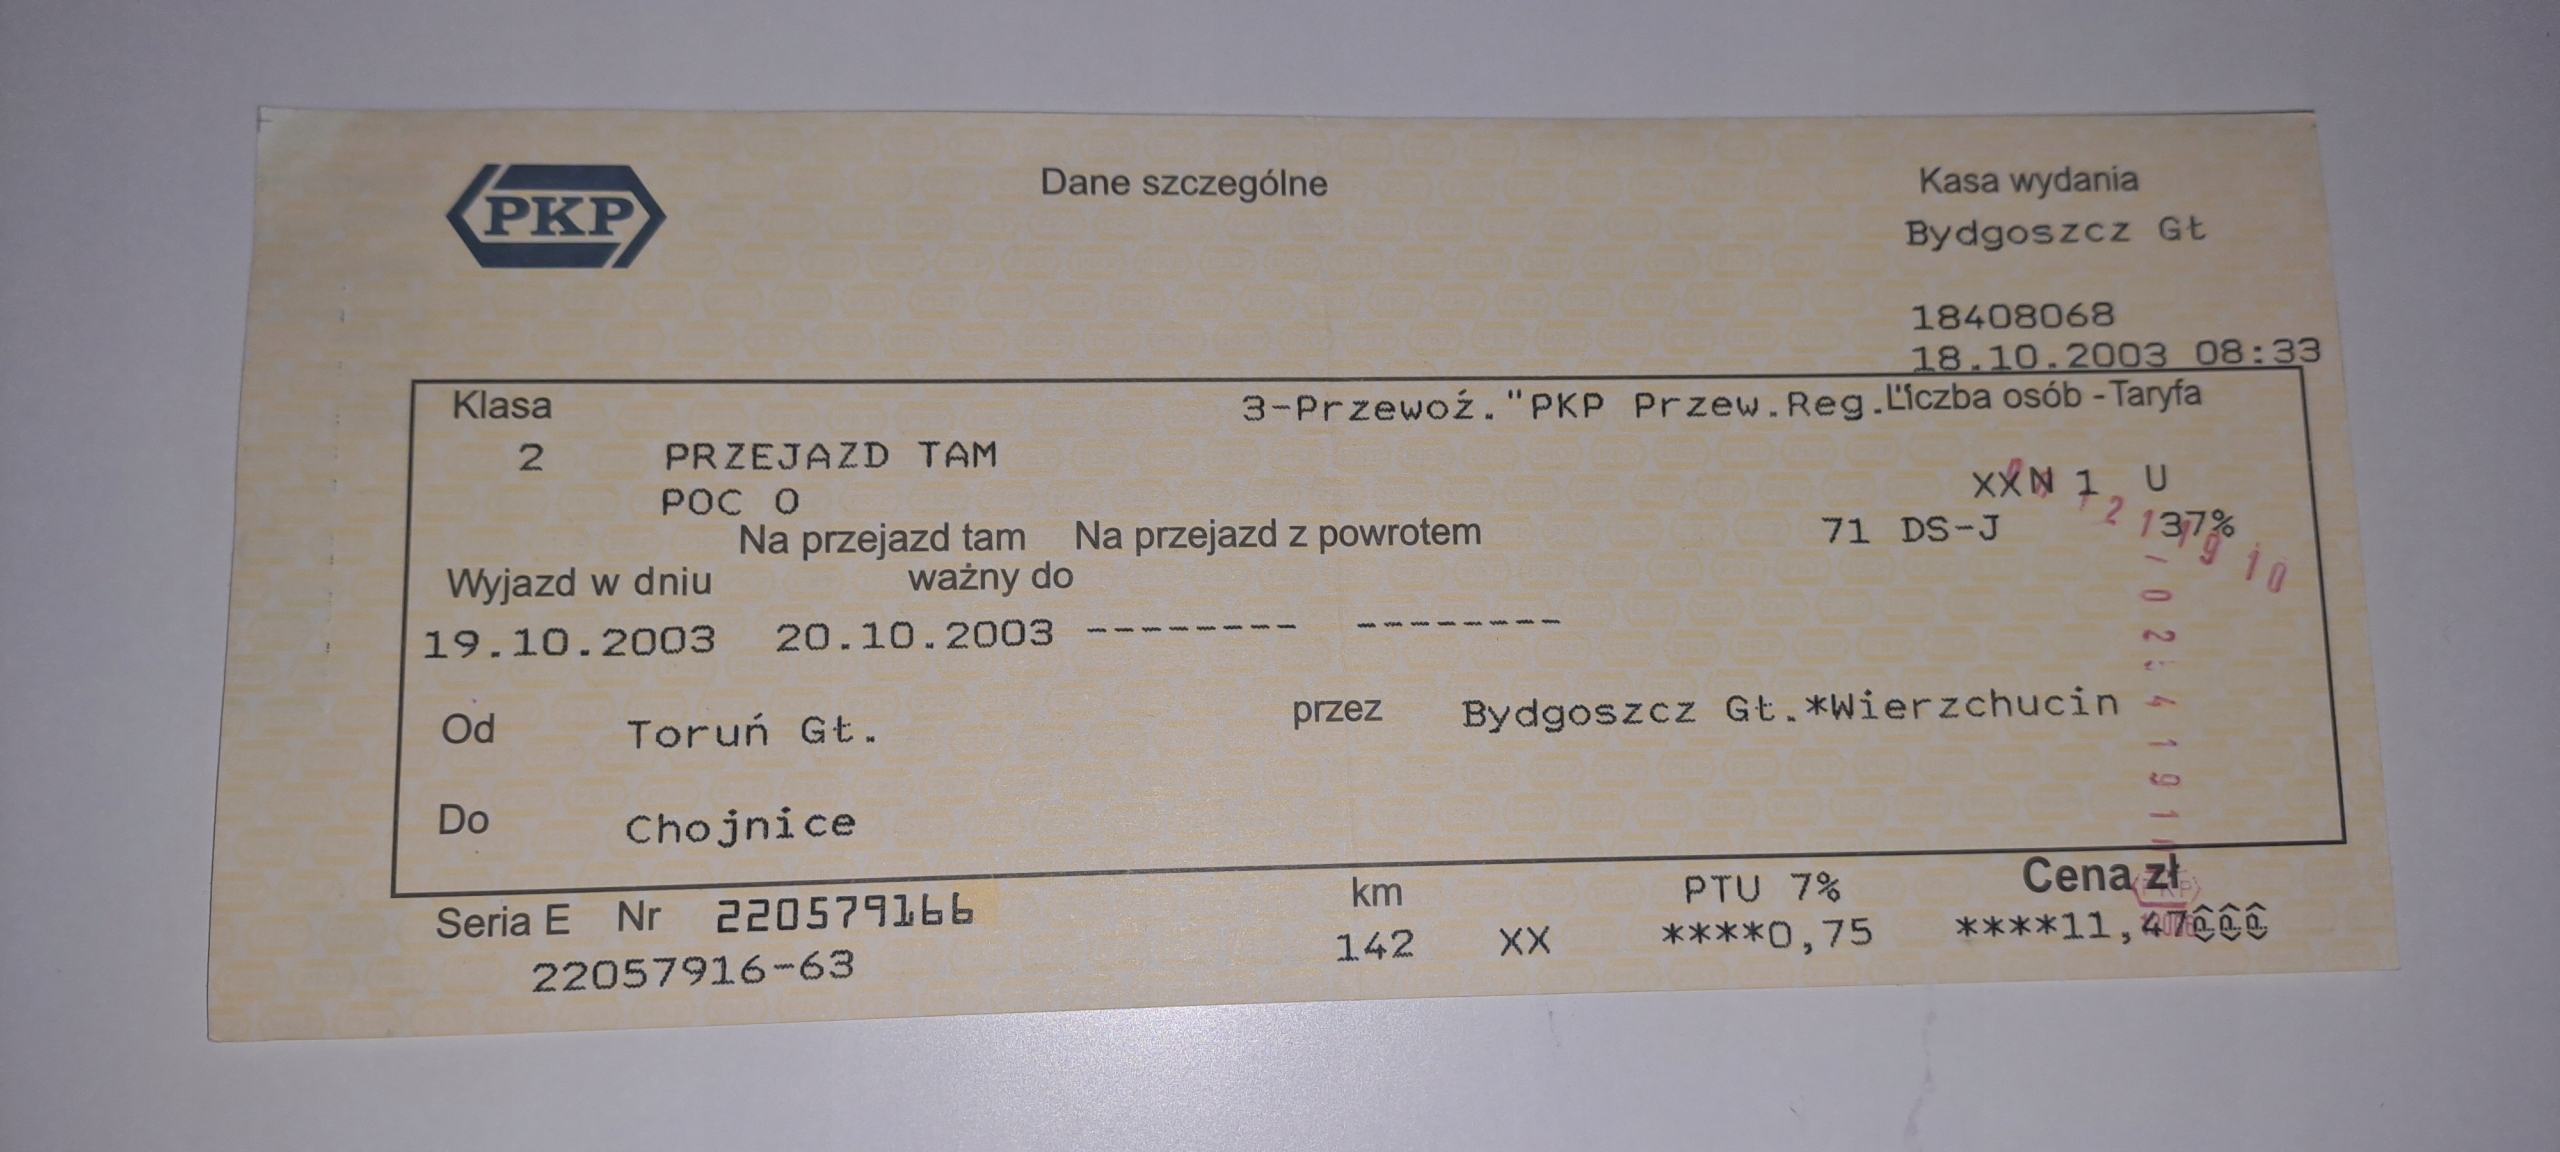 PKP
Dane szczególne
Kasa wydania
Bydgoszcz Gł
18408068
18.10.2003 08:33
Klasa
3-Przewoź."PKP Przew.Reg."
Liczba osób - Taryfa
2 PRZEJAZD TAM
XXN 1 U
POC O
71 DS-J 37%
Na przejazd tam Na przejazd z powrotem
Wyjazd w dniu ważny do
19.10.2003 20.10.2003 -------- --------
Od Toruń Gł. przez Bydgoszcz Gł.*Wierzchucin
Do Chojnice
km PTU 7% Cena zł
Seria E Nr 220579166
142 XX ****0,75 ****11,47
22057916-63